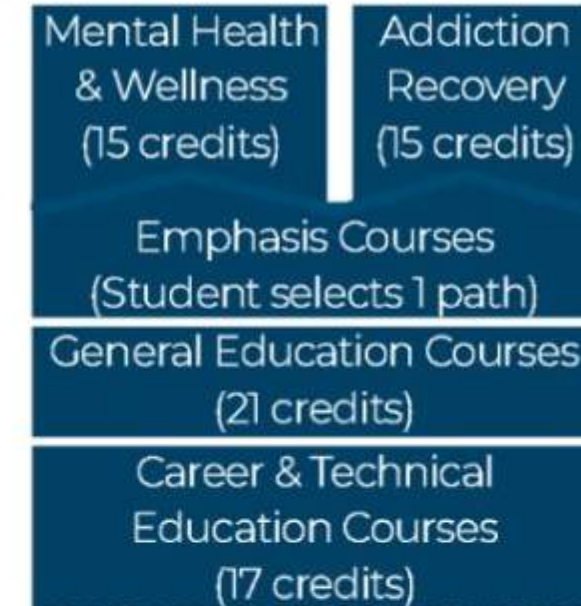 Mental Health
& Wellness
(15 credits)
Addiction
Recovery
(15 credits)
Emphasis Courses
(Student selects 1 path)
General Education Courses
(21 credits)
Career & Technical
Education Courses
(17 credits)